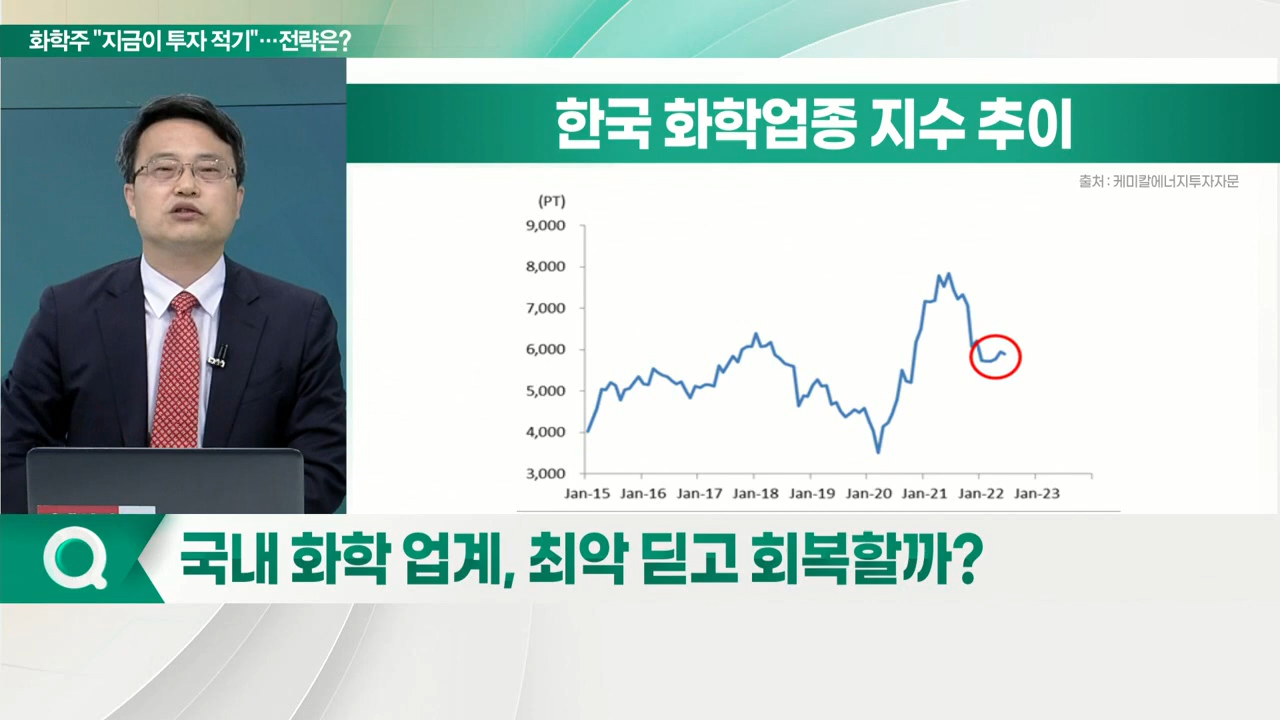 화학주 "지금이 투자 적기"…전략은?
한국 화학업종 지수 추이
출처 : 케미칼에너지투자자문
(PT)
9,000
8,000
7,000
6,000
5,000
4,000
3,000
Jan-15 Jan-16 Jan-17 Jan-18 Jan-19 Jan-20 Jan-21 Jan-22 Jan-23
Q 국내 화학 업계, 최악 딛고 회복할까?